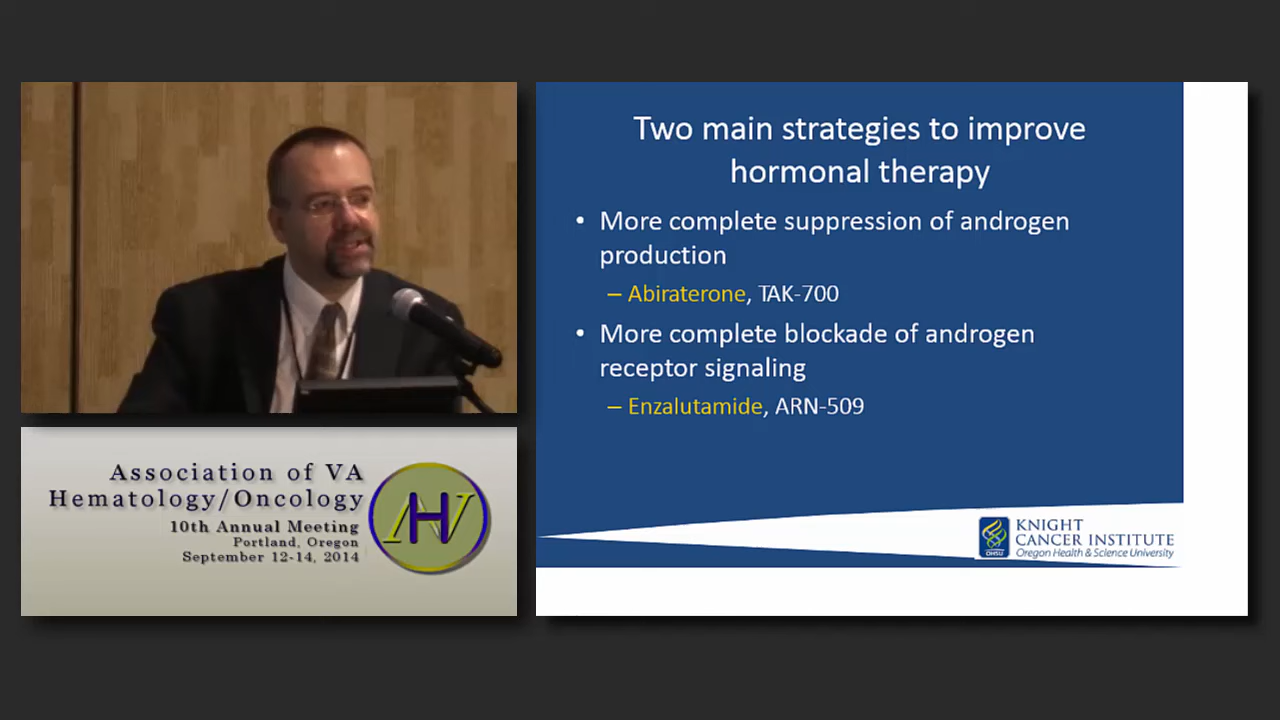 Association of VA
Hematology/Oncology
10th Annual Meeting
Portland, Oregon
September 12-14, 2014
AHV
Two main strategies to improve
hormonal therapy
• More complete suppression of androgen
production
– Abiraterone, TAK-700
• More complete blockade of androgen
receptor signaling
– Enzalutamide, ARN-509
OHSU
KNIGHT
CANCER INSTITUTE
Oregon Health & Science University